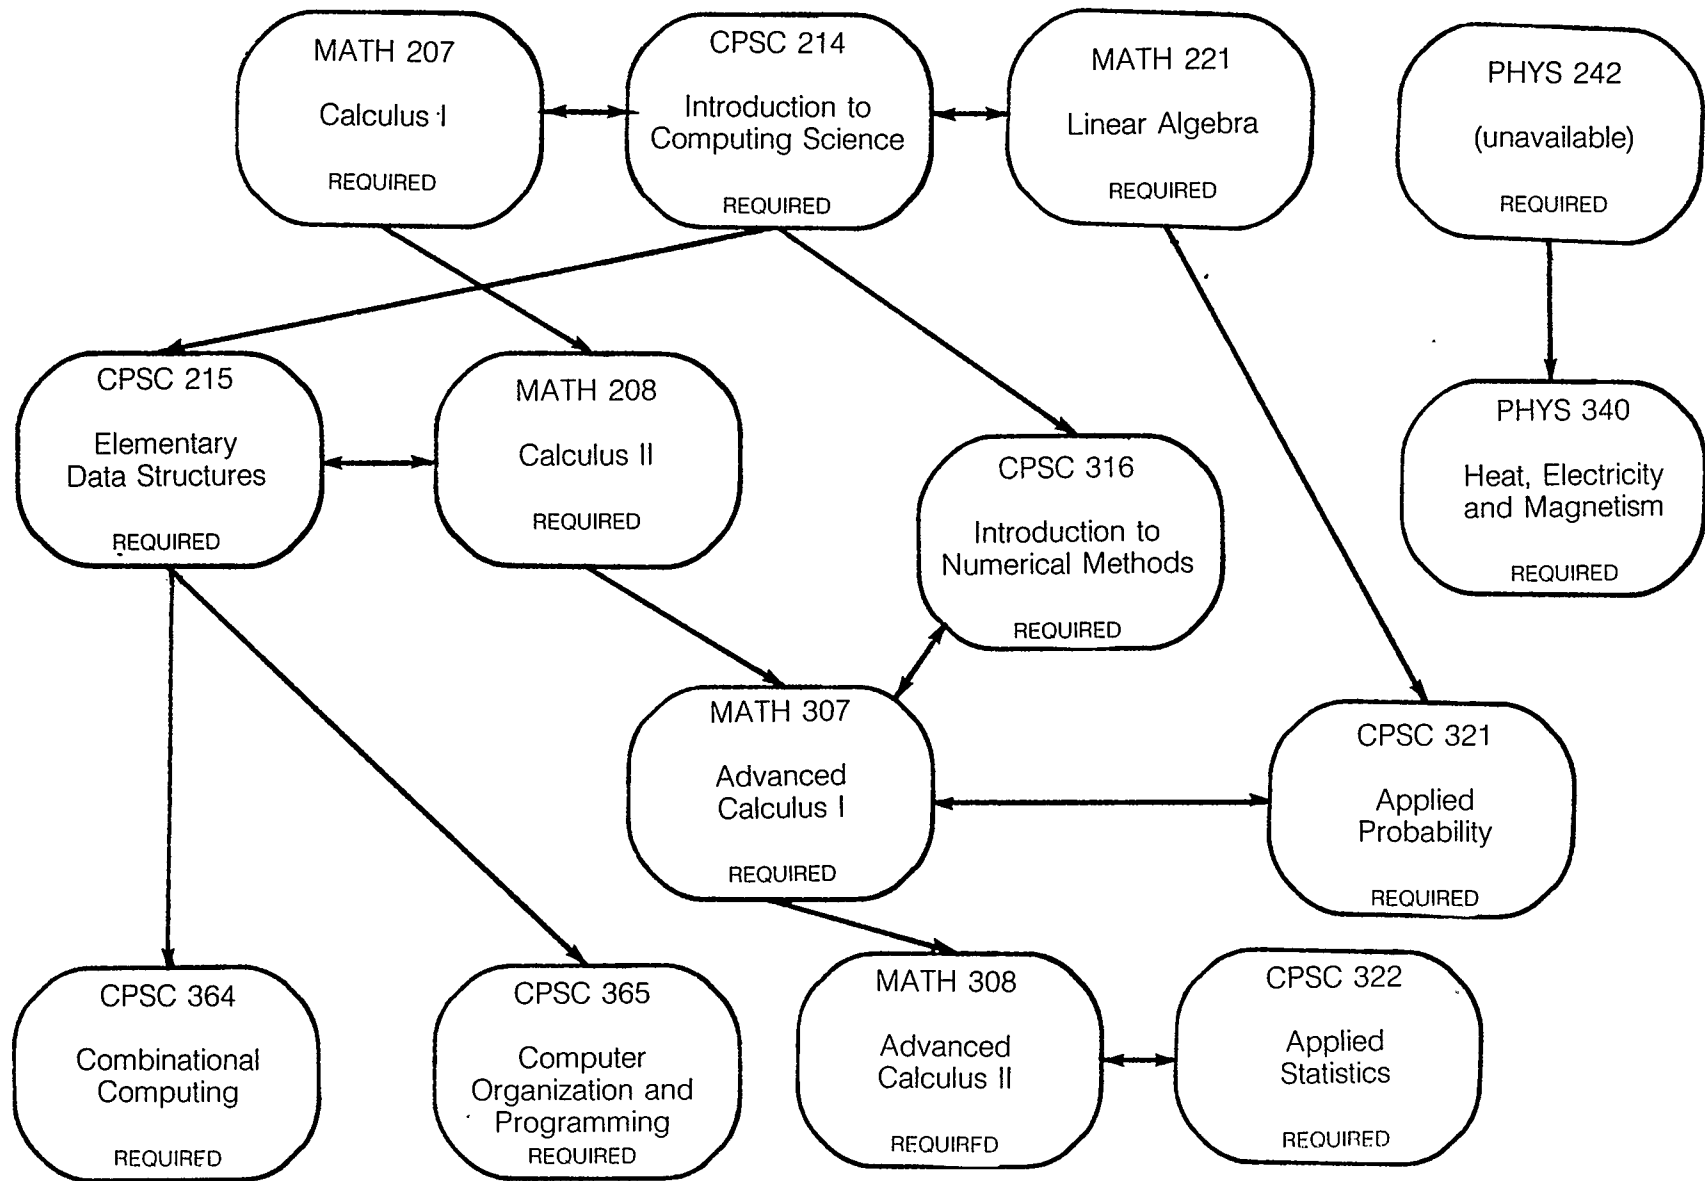 MATH 207
Calculus I
REQUIRED
CPSC 214
Introduction to
Computing Science
REQUIRED
MATH 221
Linear Algebra
REQUIRED
PHYS 242
(unavailable)
REQUIRED
CPSC 215
Elementary
Data Structures
REQUIRED
MATH 208
Calculus II
REQUIRED
CPSC 316
Introduction to
Numerical Methods
REQUIRED
PHYS 340
Heat, Electricity
and Magnetism
REQUIRED
MATH 307
Advanced
Calculus I
REQUIRED
CPSC 321
Applied
Probability
REQUIRED
CPSC 364
Combinational
Computing
REQUIRED
CPSC 365
Computer
Organization and
Programming
REQUIRED
MATH 308
Advanced
Calculus II
REQUIRED
CPSC 322
Applied
Statistics
REQUIRED